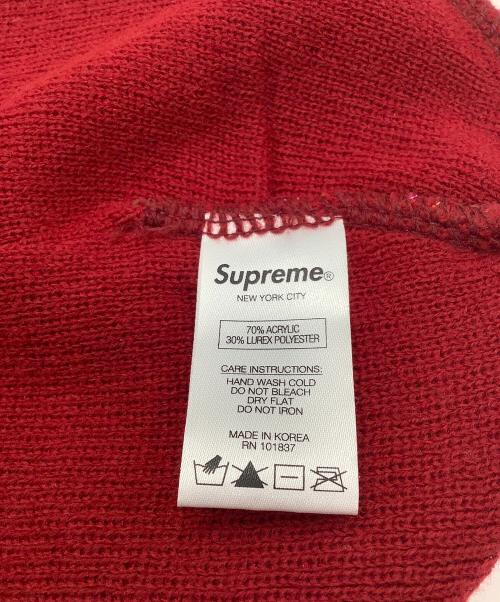 Supreme®
NEW YORK CITY
70% ACRYLIC
30% LUREX POLYESTER
CARE INSTRUCTIONS:
HAND WASH COLD
DO NOT BLEACH
DRY FLAT
DO NOT IRON
MADE IN KOREA
RN 101837